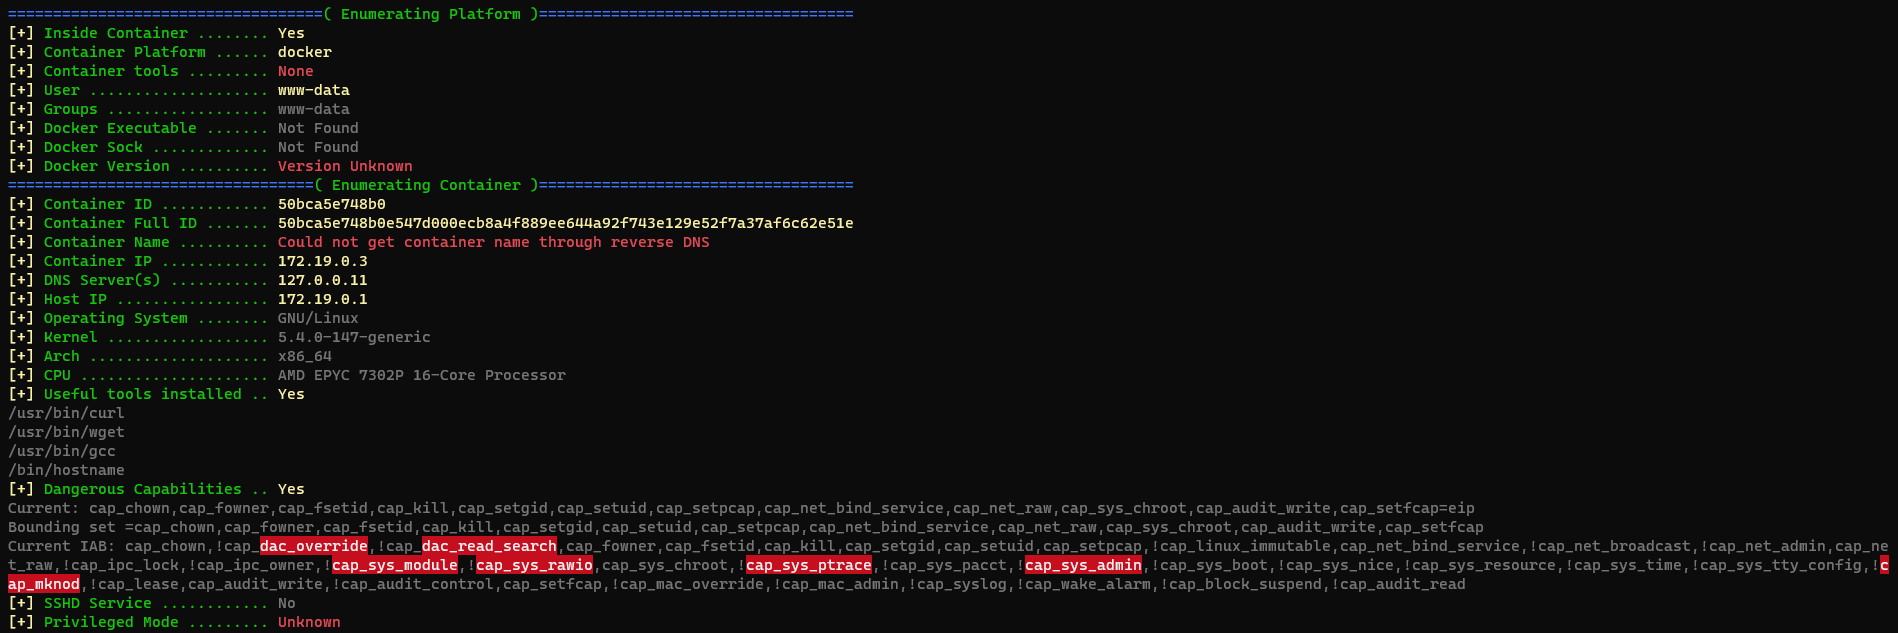 ===================================( Enumerating Platform )===================================
[+] Inside Container ........ Yes
[+] Container Platform ...... docker
[+] Container tools ......... None
[+] User .................... www-data
[+] Groups .................. www-data
[+] Docker Executable ....... Not Found
[+] Docker Sock ............. Not Found
[+] Docker Version .......... Version Unknown
==================================( Enumerating Container )===================================
[+] Container ID ............ 50bca5e748b0
[+] Container Full ID ....... 50bca5e748b0e547d000ecb8a4f889ee644a92f743e129e52f7a37af6c62e51e
[+] Container Name .......... Could not get container name through reverse DNS
[+] Container IP ............ 172.19.0.3
[+] DNS Server(s) ........... 127.0.0.11
[+] Host IP ................. 172.19.0.1
[+] Operating System ........ GNU/Linux
[+] Kernel .................. 5.4.0-147-generic
[+] Arch .................... x86_64
[+] CPU ..................... AMD EPYC 7302P 16-Core Processor
[+] Useful tools installed .. Yes
/usr/bin/curl
/usr/bin/wget
/usr/bin/gcc
/bin/hostname
[+] Dangerous Capabilities .. Yes
Current: cap_chown,cap_fowner,cap_fsetid,cap_kill,cap_setgid,cap_setuid,cap_setpcap,cap_net_bind_service,cap_net_raw,cap_sys_chroot,cap_audit_write,cap_setfcap=eip
Bounding set =cap_chown,cap_fowner,cap_fsetid,cap_kill,cap_setgid,cap_setuid,cap_setpcap,cap_net_bind_service,cap_net_raw,cap_sys_chroot,cap_audit_write,cap_setfcap
Current IAB: cap_chown,!cap_dac_override,!cap_dac_read_search,cap_fowner,cap_fsetid,cap_kill,cap_setgid,cap_setuid,cap_setpcap,!cap_linux_immutable,cap_net_bind_service,!cap_net_broadcast,!cap_net_admin,cap_ne
t_raw,!cap_ipc_lock,!cap_ipc_owner,!cap_sys_module,!cap_sys_rawio,cap_sys_chroot,!cap_sys_ptrace,!cap_sys_pacct,!cap_sys_admin,!cap_sys_boot,!cap_sys_nice,!cap_sys_resource,!cap_sys_time,!cap_sys_tty_config,!c
ap_mknod,!cap_lease,cap_audit_write,!cap_audit_control,cap_setfcap,!cap_mac_override,!cap_mac_admin,!cap_syslog,!cap_wake_alarm,!cap_block_suspend,!cap_audit_read
[+] SSHD Service ............ No
[+] Privileged Mode ......... Unknown